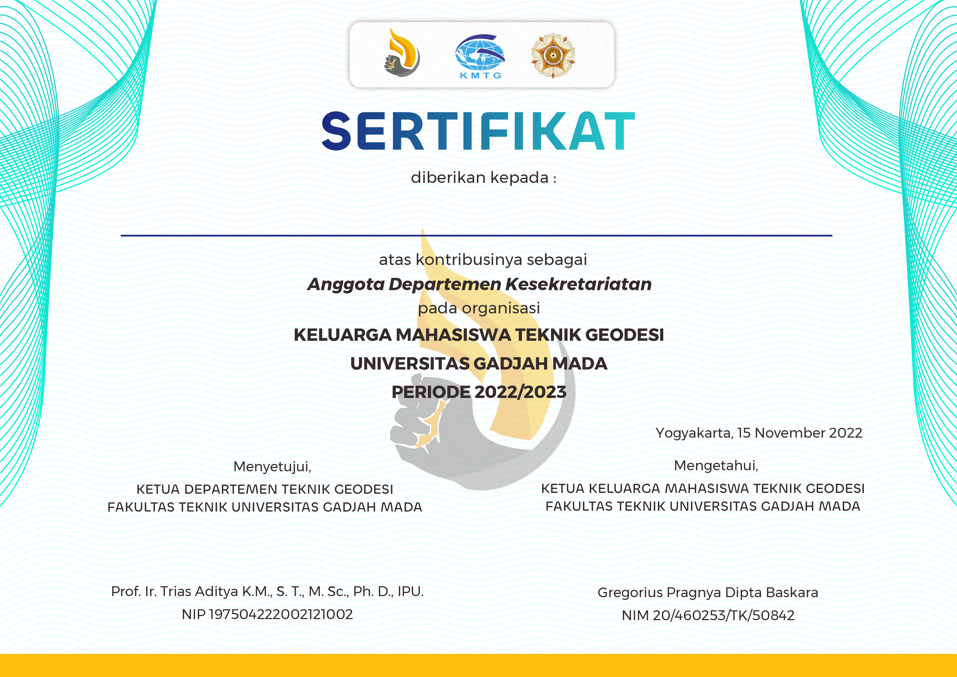 KMTG
SERTIFIKAT
diberikan kepada :
atas kontribusinya sebagai
Anggota Departemen Kesekretariatan
pada organisasi
KELUARGA MAHASISWA TEKNIK GEODESI
UNIVERSITAS GADJAH MADA
PERIODE 2022/2023
Yogyakarta, 15 November 2022
Menyetujui,
KETUA DEPARTEMEN TEKNIK GEODESI
FAKULTAS TEKNIK UNIVERSITAS GADJAH MADA
Prof. Ir. Trias Aditya K.M., S. T., M. Sc., Ph. D., IPU.
NIP 197504222002121002
Mengetahui,
KETUA KELUARGA MAHASISWA TEKNIK GEODESI
FAKULTAS TEKNIK UNIVERSITAS GADJAH MADA
Gregorius Pragnya Dipta Baskara
NIM 20/460253/TK/50842